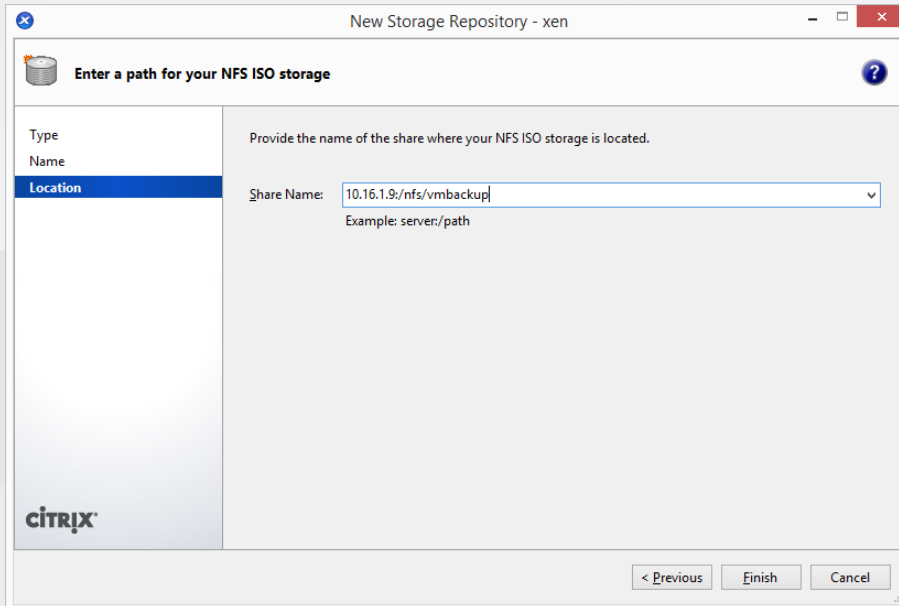 New Storage Repository - xen
Enter a path for your NFS ISO storage
?
Type
Name
Location
Provide the name of the share where your NFS ISO storage is located.
Share Name: 10.16.1.9:/nfs/vmbackup
Example: server:/path
CİTRİX
< Previous Finish Cancel